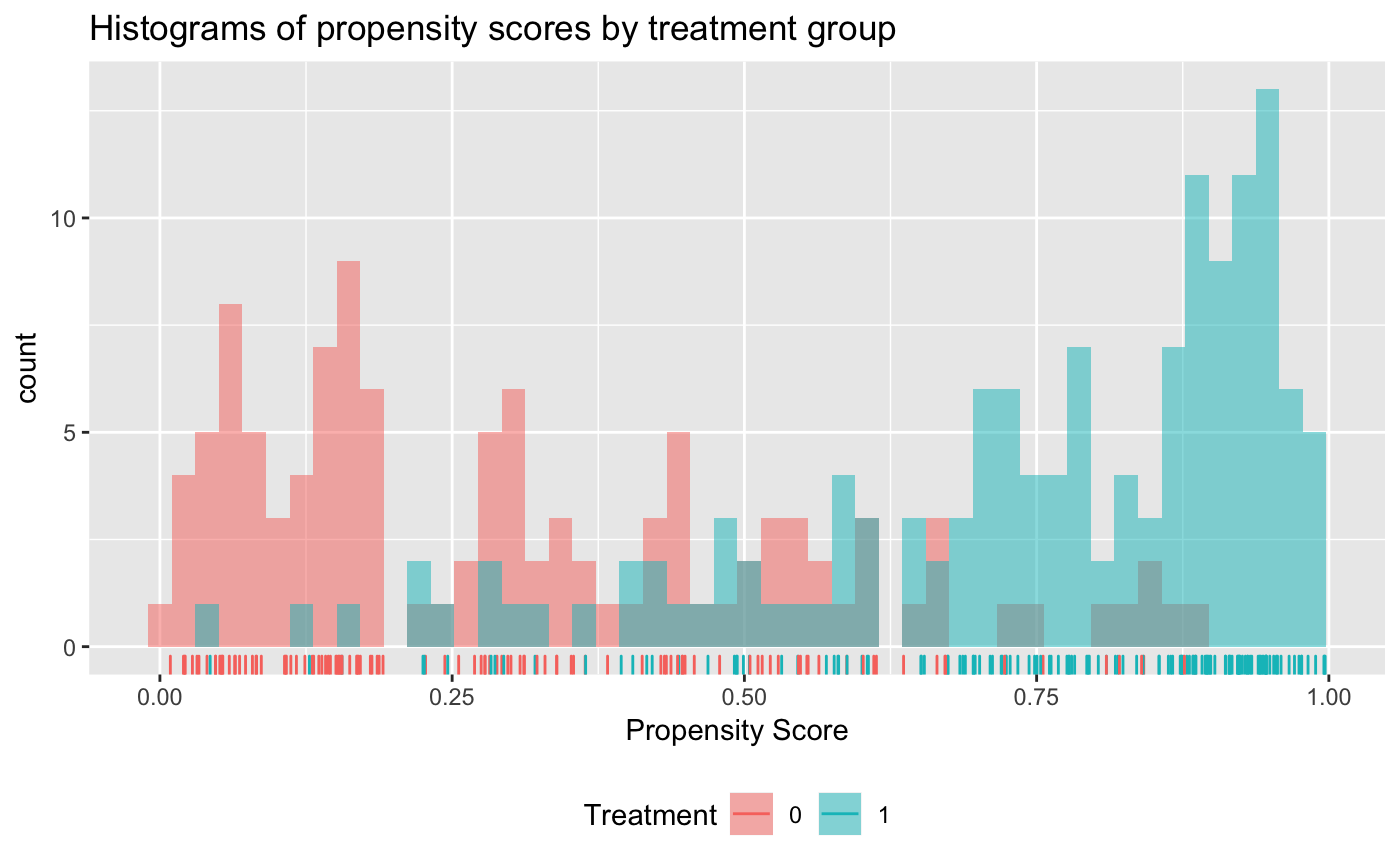 Histograms of propensity scores by treatment group
10
5
0
count
0.00 0.25 0.50 0.75 1.00
Propensity Score
Treatment 0 1